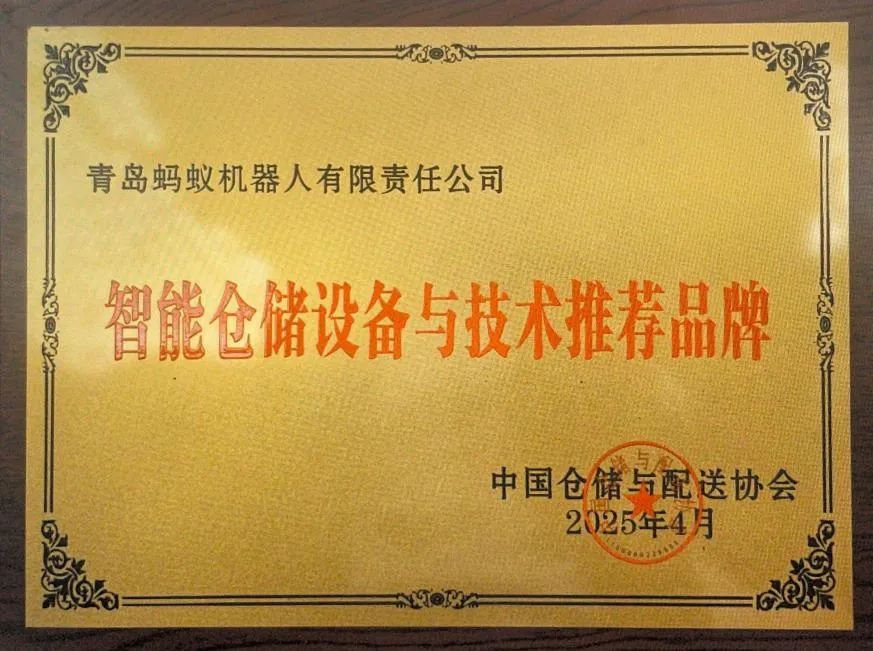 青岛蚂蚁机器人有限责任公司
智能仓储设备与技术推荐品牌
中国仓储与配送协会
2025年4月